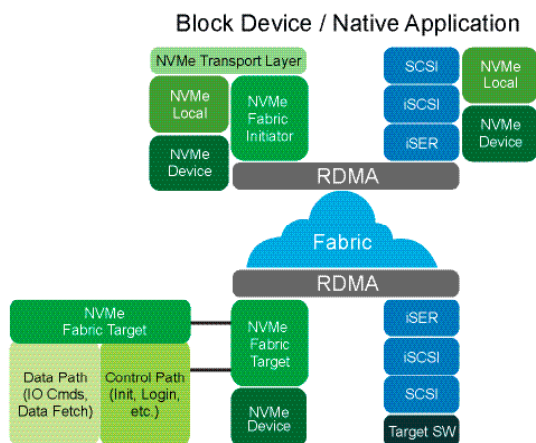 Block Device / Native Application
NVMe Transport Layer
NVMe
Local
NVMe
Device
NVMe
Fabric
Initiator
SCSI
iSCSI
iSER
NVMe
Local
NVMe
Device
RDMA
Fabric
RDMA
NVMe
Fabric Target
Data Path
(IO Cmds,
Data Fetch)
Control Path
(Init, Login,
etc.)
NVMe
Fabric
Target
NVMe
Device
iSER
iSCSI
SCSI
Target SW